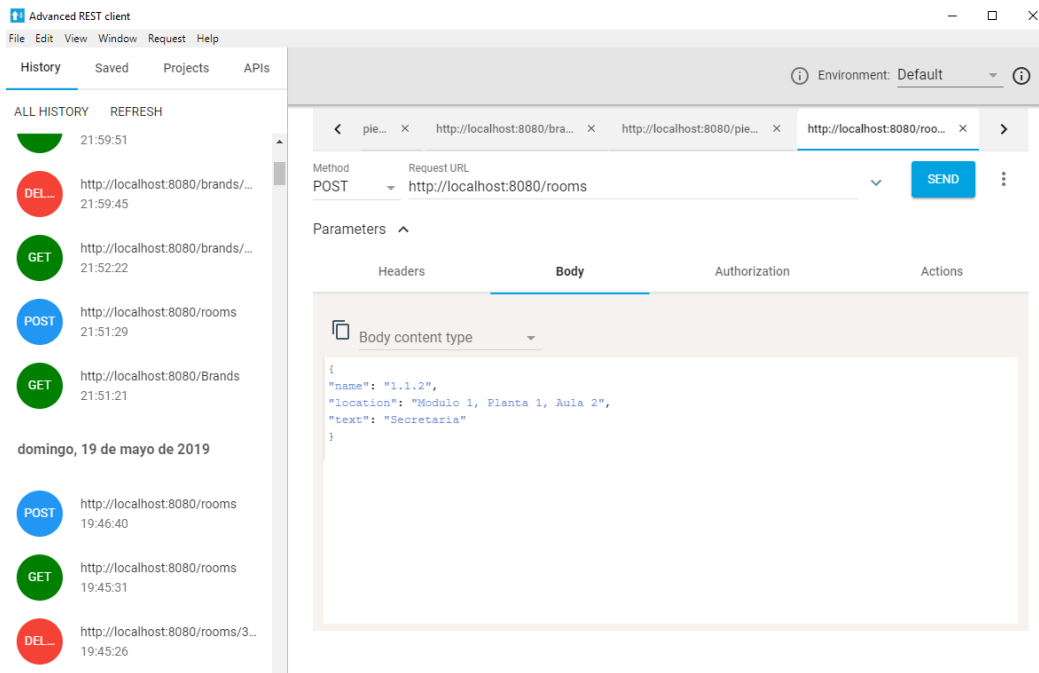 Advanced REST client
File Edit View Window Request Help
History Saved Projects APIs
Environment: Default
ALL HISTORY REFRESH
21:59:51
DEL... http://localhost:8080/brands/...
21:59:45
GET http://localhost:8080/brands/...
21:52:22
POST http://localhost:8080/rooms
21:51:29
GET http://localhost:8080/Brands
21:51:21
domingo, 19 de mayo de 2019
POST http://localhost:8080/rooms
19:46:40
GET http://localhost:8080/rooms
19:45:31
DEL... http://localhost:8080/rooms/3...
19:45:26
pie... × http://localhost:8080/bra... × http://localhost:8080/pie... × http://localhost:8080/roo... ×
Method Request URL
POST http://localhost:8080/rooms SEND
Parameters
Headers Body Authorization Actions
Body content type
{
"name": "1.1.2",
"location": "Modulo 1, Planta 1, Aula 2",
"text": "Secretaria"
}